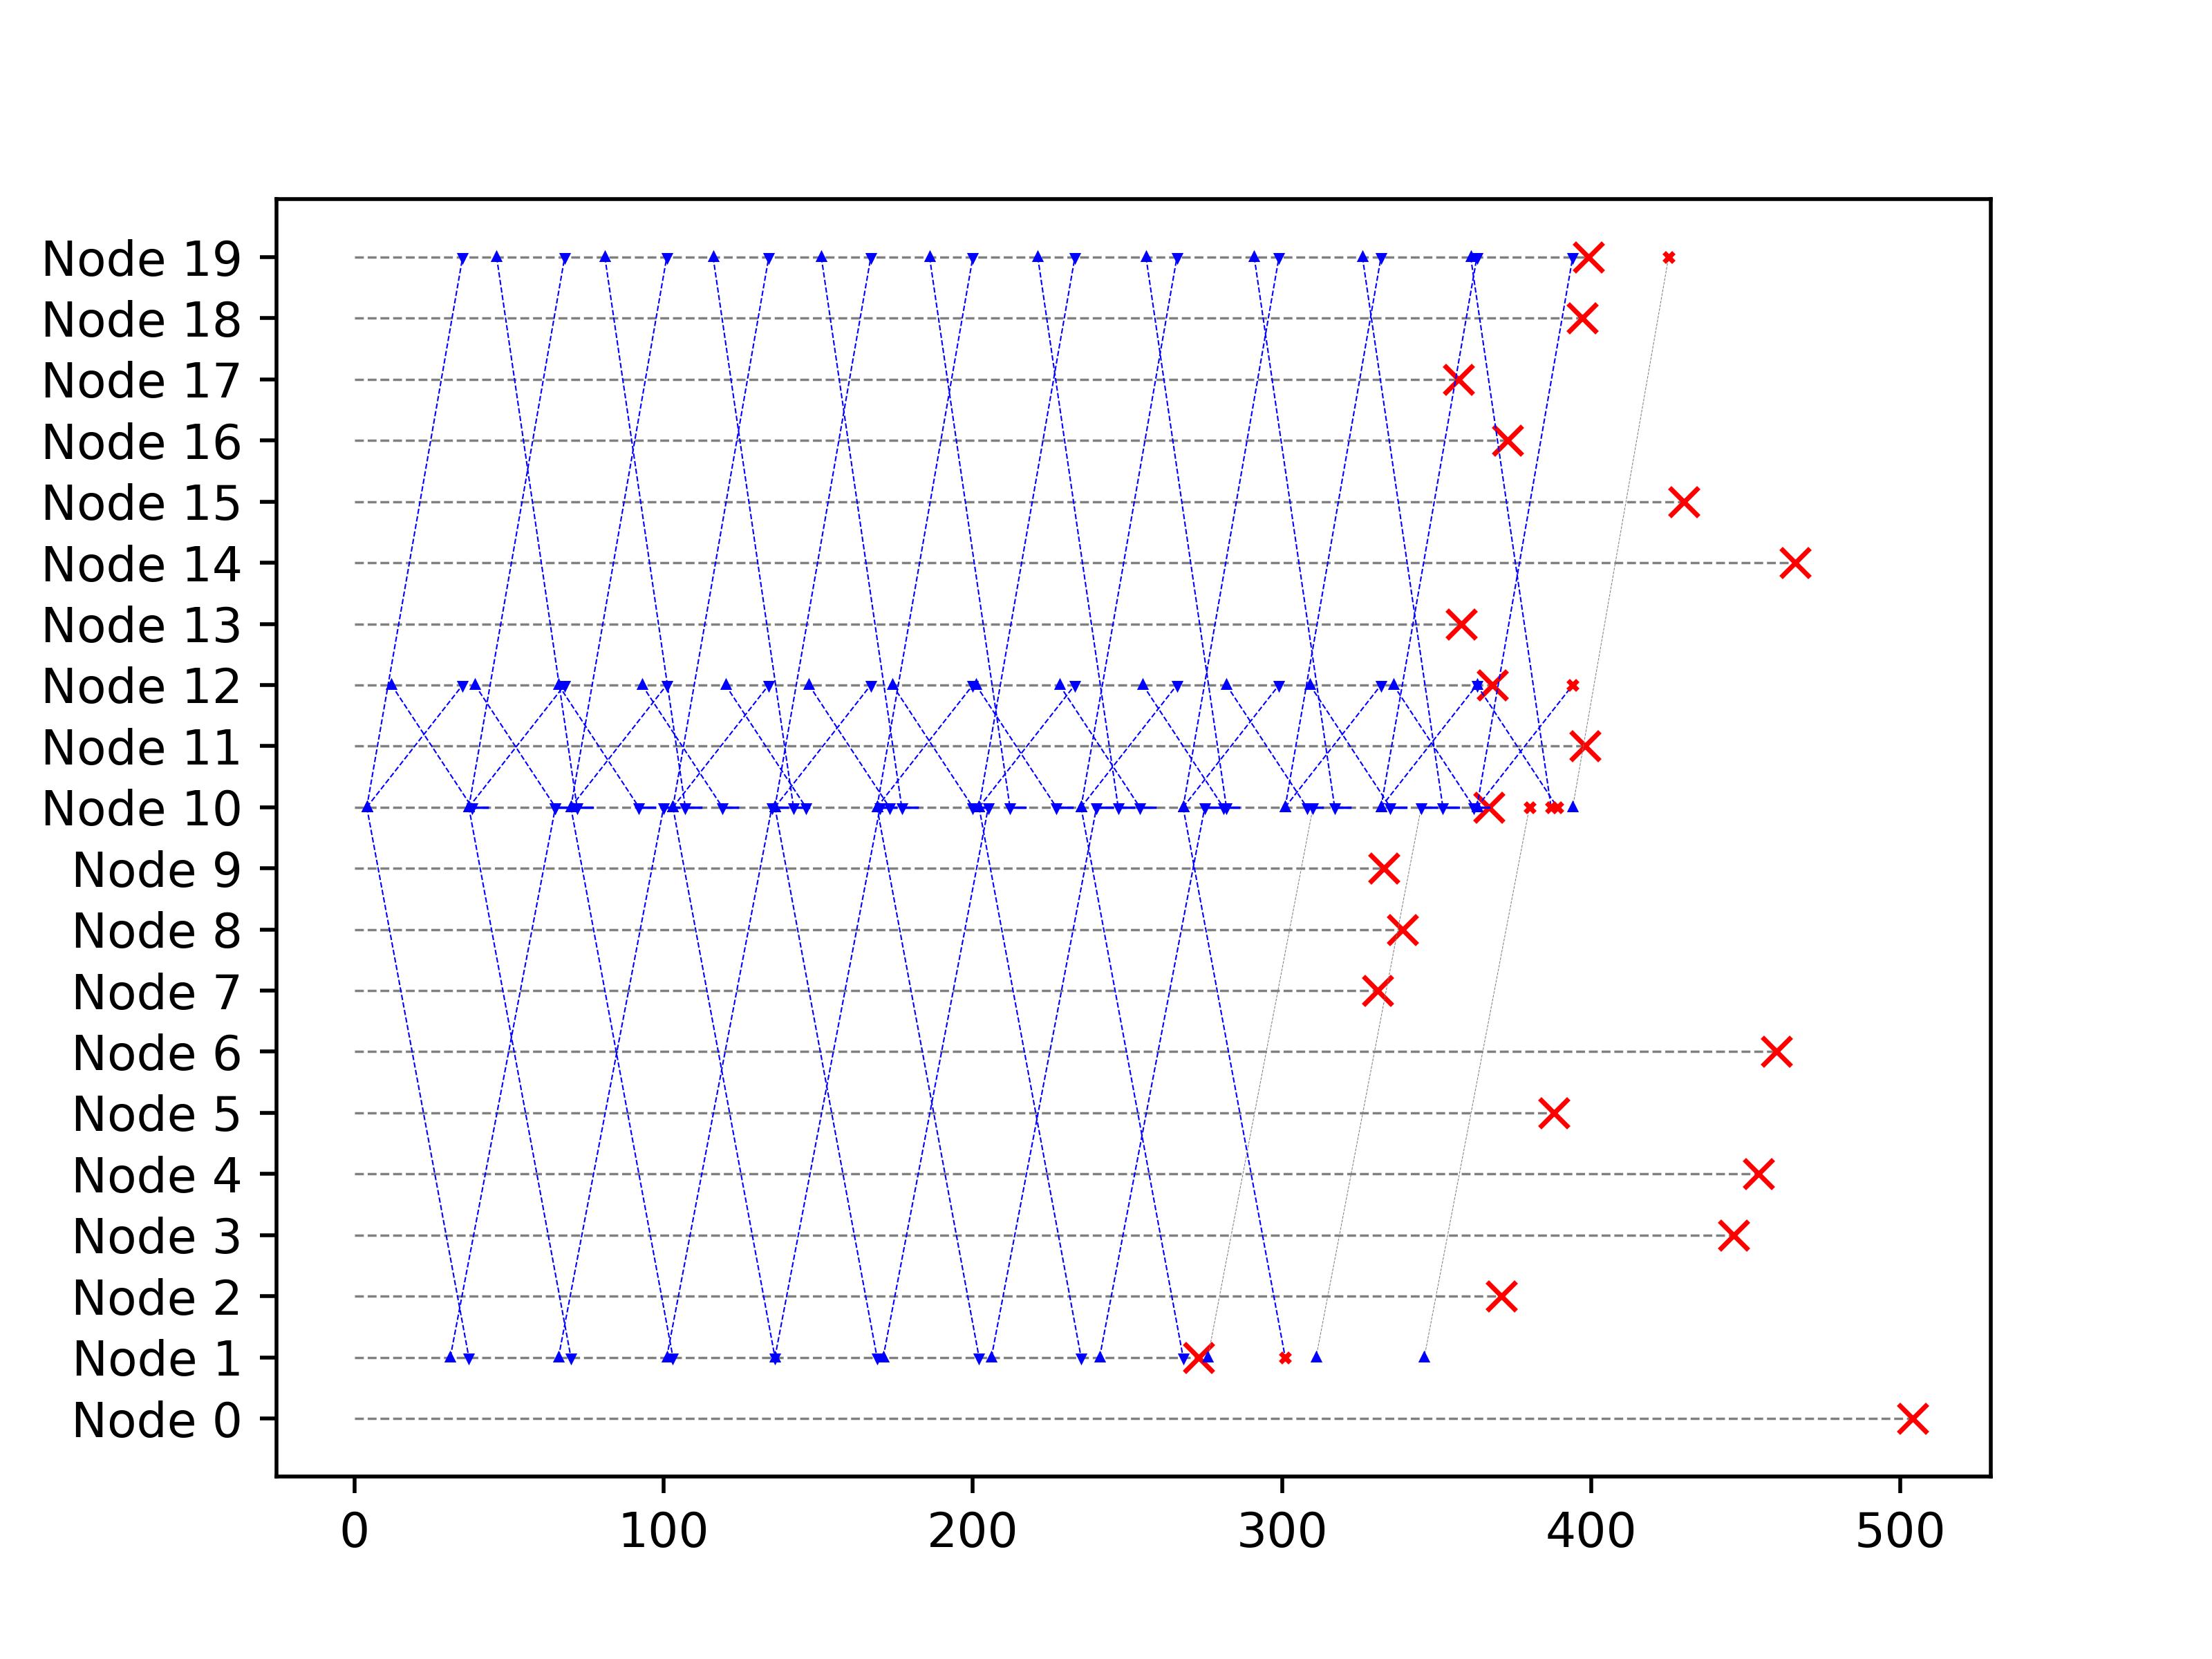 Node 19
Node 18
Node 17
Node 16
Node 15
Node 14
Node 13
Node 12
Node 11
Node 10
Node 9
Node 8
Node 7
Node 6
Node 5
Node 4
Node 3
Node 2
Node 1
Node 0
0 100 200 300 400 500